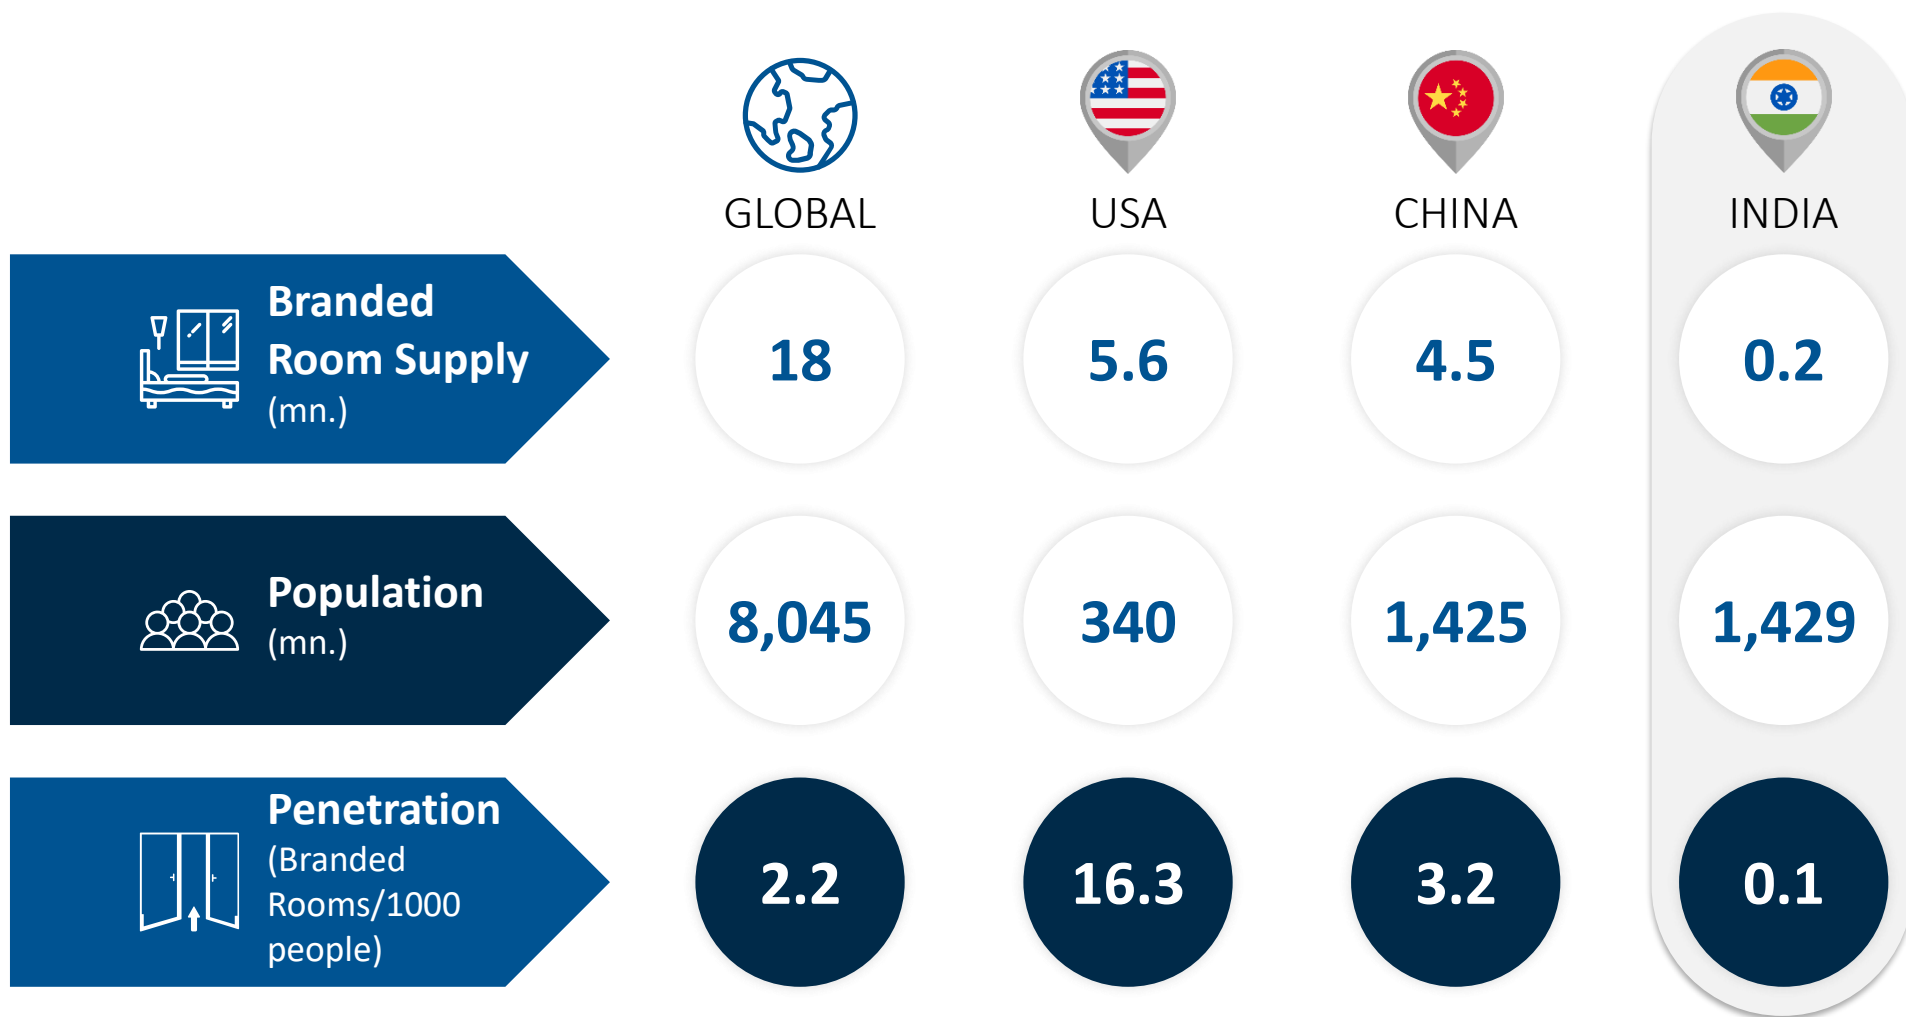 GLOBAL
USA
CHINA
INDIA
Branded
Room Supply
(mn.)
18
5.6
4.5
0.2
Population
(mn.)
8,045
340
1,425
1,429
Penetration
(Branded
Rooms/1000
people)
2.2
16.3
3.2
0.1